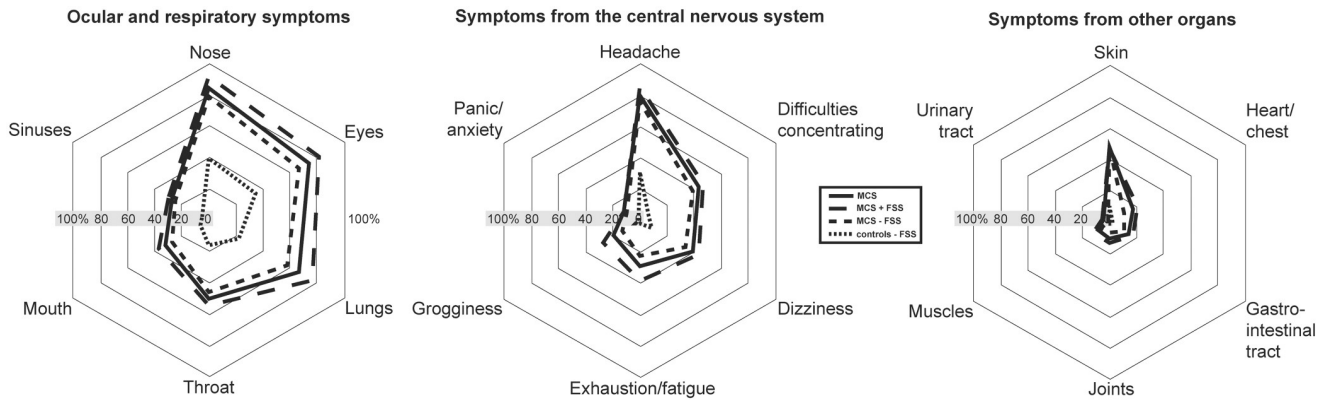 Ocular and respiratory symptoms
Nose
Sinuses
Eyes
100% 80 60 40 20 0
100%
Mouth
Lungs
Throat
Symptoms from the central nervous system
Headache
Panic/
anxiety
Difficulties
concentrating
100% 80 60 40 20 0
Grogginess
Dizziness
Exhaustion/fatigue
MCS
MCS + FSS
MCS - FSS
controls - FSS
Symptoms from other organs
Skin
Urinary
tract
Heart/
chest
100% 80 60 40 20
Muscles
Gastro-
intestinal
tract
Joints